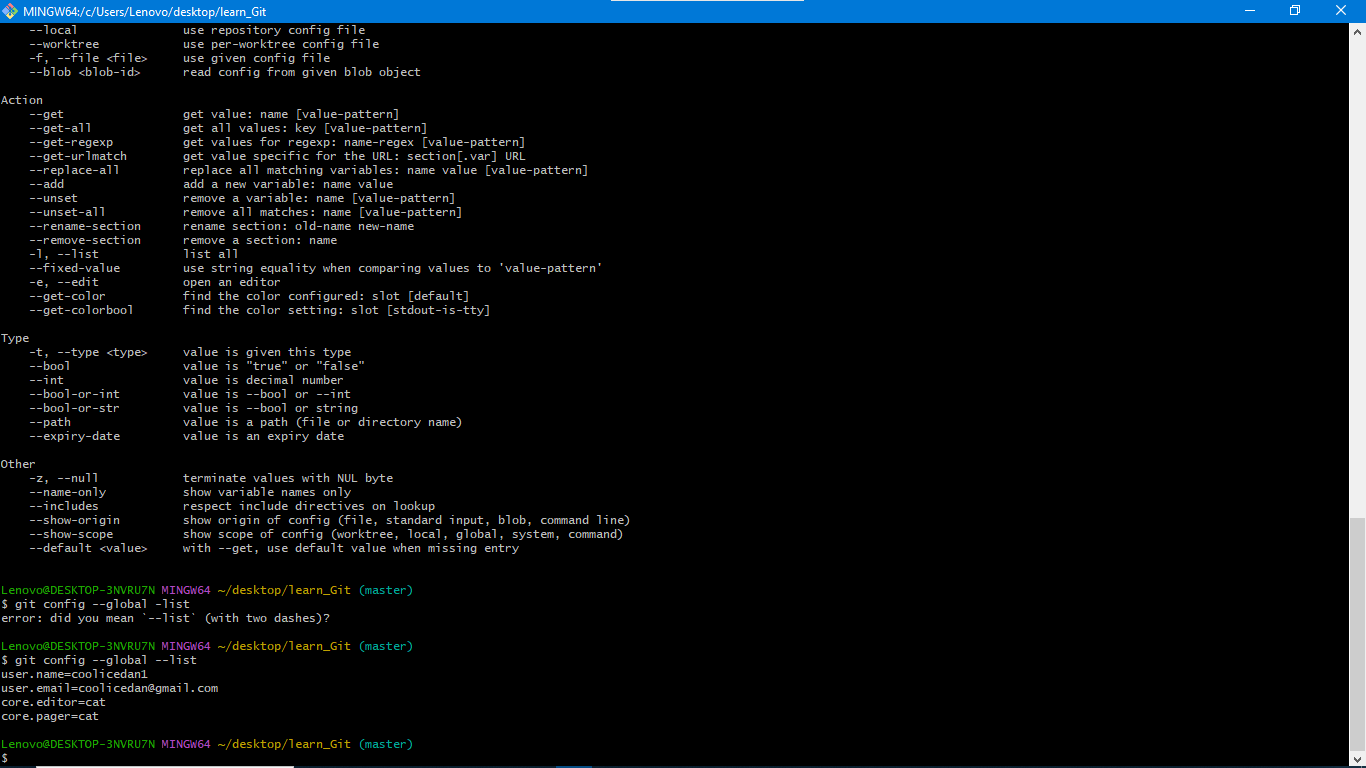 MINGW64:/c/Users/Lenovo/desktop/learn_Git
--local use repository config file
--worktree use per-worktree config file
-f, --file <file> use given config file
--blob <blob-id> read config from given blob object
Action
--get get value: name [value-pattern]
--get-all get all values: key [value-pattern]
--get-regexp get values for regexp: name-regex [value-pattern]
--get-urlmatch get value specific for the URL: section[.var] URL
--replace-all replace all matching variables: name value [value-pattern]
--add add a new variable: name value
--unset remove a variable: name [value-pattern]
--unset-all remove all matches: name [value-pattern]
--rename-section rename section: old-name new-name
--remove-section remove a section: name
-l, --list list all
--fixed-value use string equality when comparing values to 'value-pattern'
-e, --edit open an editor
--get-color find the color configured: slot [default]
--get-colorbool find the color setting: slot [stdout-is-tty]
Type
-t, --type <type> value is given this type
--bool value is "true" or "false"
--int value is decimal number
--bool-or-int value is --bool or --int
--bool-or-str value is --bool or string
--path value is a path (file or directory name)
--expiry-date value is an expiry date
Other
-z, --null terminate values with NUL byte
--name-only show variable names only
--includes respect include directives on lookup
--show-origin show origin of config (file, standard input, blob, command line)
--show-scope show scope of config (worktree, local, global, system, command)
--default <value> with --get, use default value when missing entry
Lenovo@DESKTOP-3NVRU7N MINGW64 ~/desktop/learn_Git (master)
$ git config --global -list
error: did you mean `--list` (with two dashes)?
Lenovo@DESKTOP-3NVRU7N MINGW64 ~/desktop/learn_Git (master)
$ git config --global --list
user.name=coolicedan1
user.email=coolicedan@gmail.com
core.editor=cat
core.pager=cat
Lenovo@DESKTOP-3NVRU7N MINGW64 ~/desktop/learn_Git (master)
$